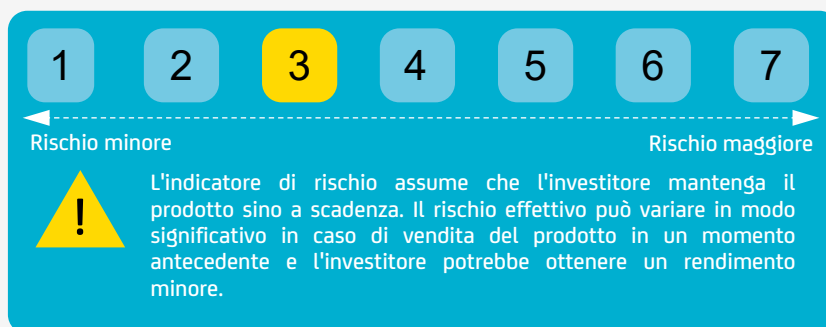 1 2 3 4 5 6 7
Rischio minore Rischio maggiore
!
L'indicatore di rischio assume che l'investitore mantenga il
prodotto sino a scadenza. Il rischio effettivo può variare in modo
significativo in caso di vendita del prodotto in un momento
antecedente e l'investitore potrebbe ottenere un rendimento
minore.